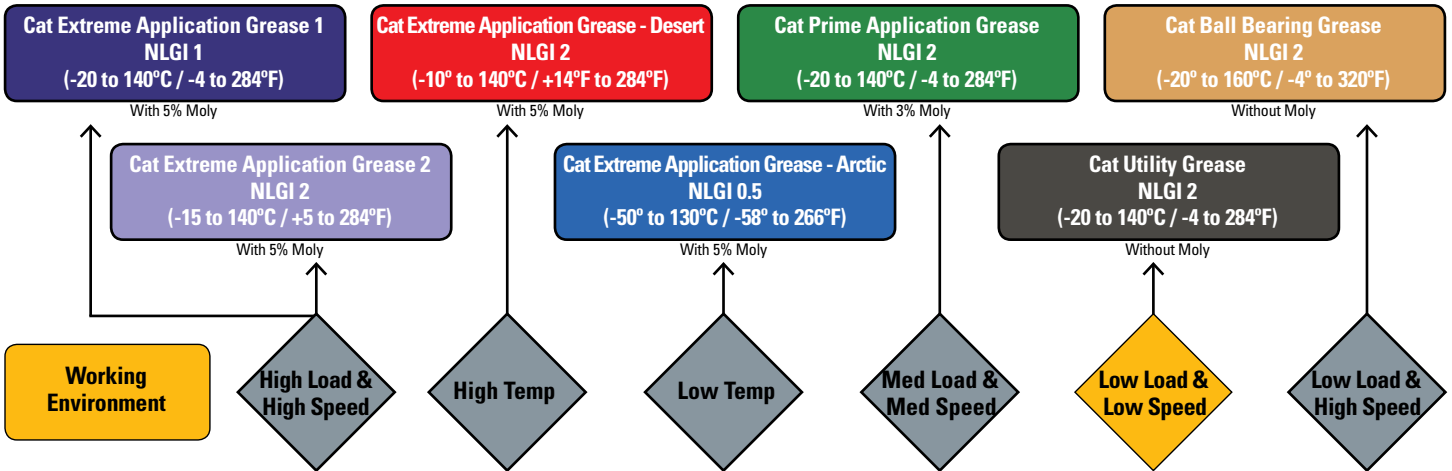 Cat Extreme Application Grease 1
NLGI 1
(-20 to 140ºC / -4 to 284ºF)
With 5% Moly
Cat Extreme Application Grease - Desert
NLGI 2
(-10º to 140ºC / +14ºF to 284ºF)
With 5% Moly
Cat Prime Application Grease
NLGI 2
(-20 to 140ºC / -4 to 284ºF)
With 3% Moly
Cat Ball Bearing Grease
NLGI 2
(-20º to 160ºC / -4º to 320ºF)
Without Moly
Cat Extreme Application Grease 2
NLGI 2
(-15 to 140ºC / +5 to 284ºF)
With 5% Moly
Cat Extreme Application Grease - Arctic
NLGI 0.5
(-50º to 130ºC / -58º to 266ºF)
With 5% Moly
Cat Utility Grease
NLGI 2
(-20 to 140ºC / -4 to 284ºF)
Without Moly
Working
Environment
High Load &
High Speed
High Temp
Low Temp
Med Load &
Med Speed
Low Load &
Low Speed
Low Load &
High Speed